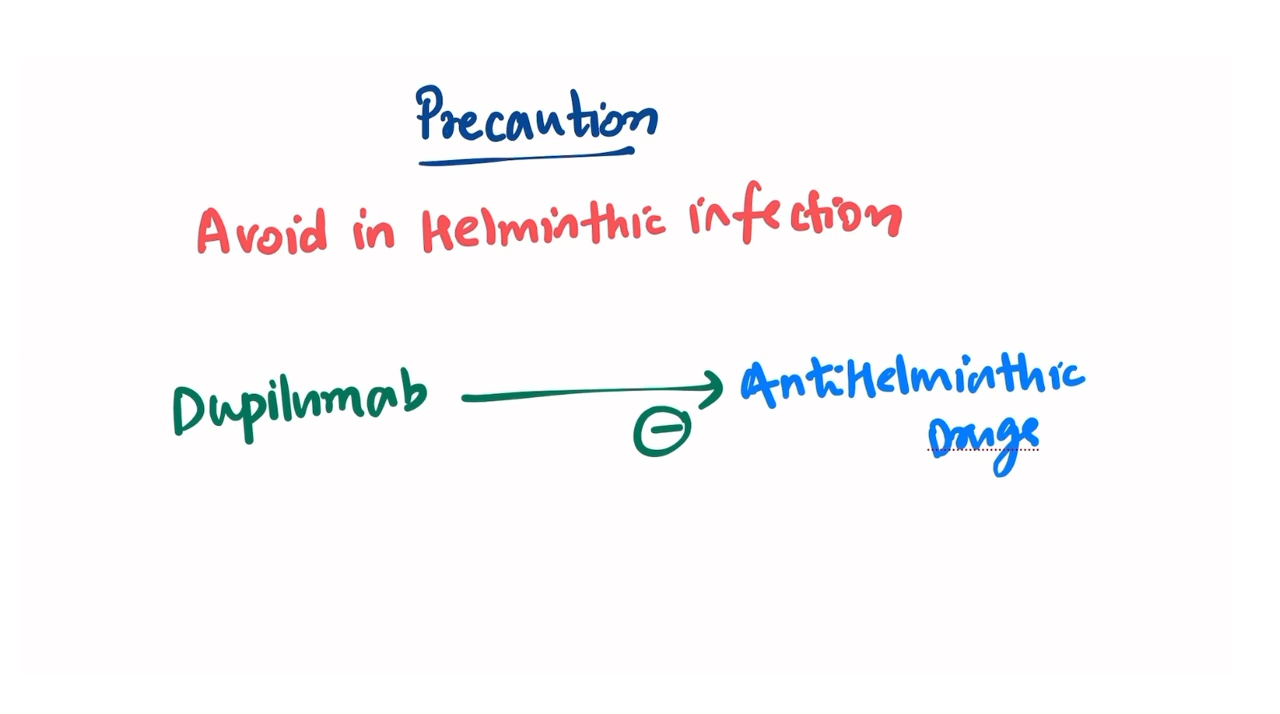 Precaution
Avoid in Helminthic infection
Dupilumab
AntiHelminthic
Drugs